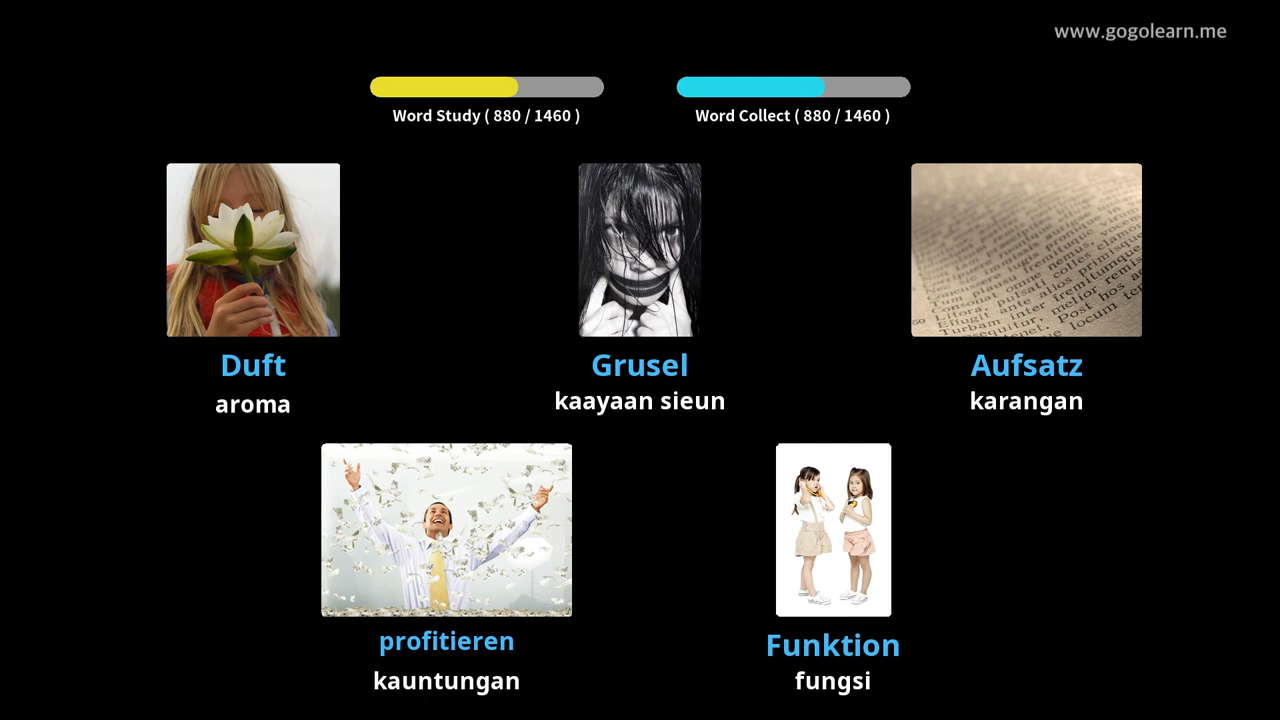 www.gogolearn.me
Word Study ( 880 / 1460 )
Word Collect ( 880 / 1460 )
Duft
aroma
Grusel
kaayaan sieun
Aufsatz
karangan
profitieren
kauntungan
Funktion
fungsi